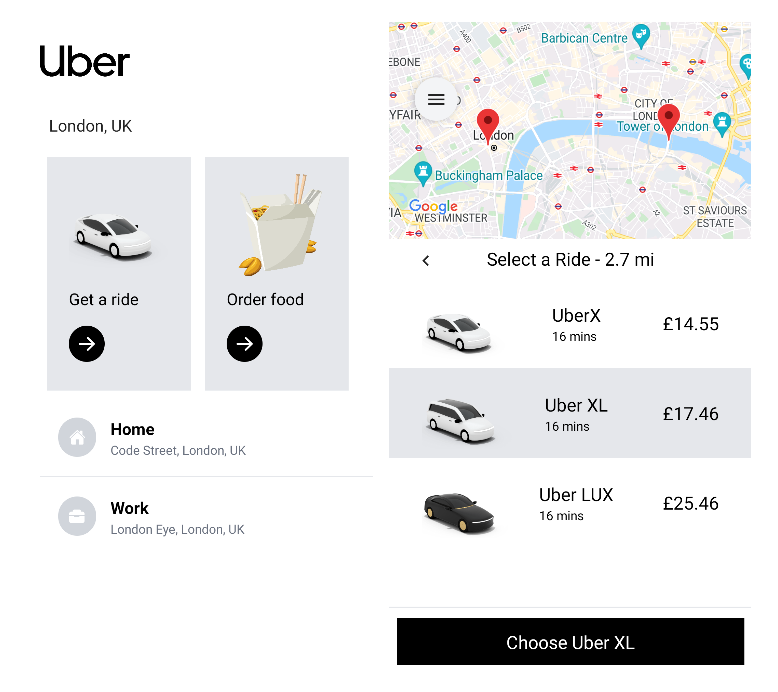 Uber
London, UK
Get a ride
Order food
Home
Code Street, London, UK
Work
London Eye, London, UK
A400
B502
Barbican Centre
EBONE
YFAIR
CITY OF
LOND
London
Tower of London
Buckingham Palace
Google
WESTMINSTER
ST SAVIOURS
ESTATE
Select a Ride - 2.7 mi
UberX
16 mins
£14.55
Uber XL
16 mins
£17.46
Uber LUX
16 mins
£25.46
Choose Uber XL